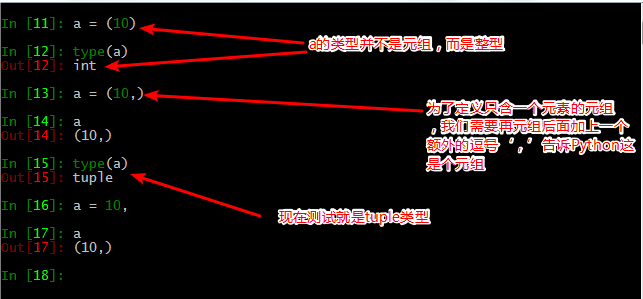 In [11]: a = (10)
a的类型并不是元组，而是整型
In [12]: type(a)
Out[12]: int
In [13]: a = (10,)
为了定义只含一个元素的元组
，我们需要再元组后面加上一个
额外的逗号‘，’告诉Python这
是个元组
In [14]: a
Out[14]: (10,)
In [15]: type(a)
Out[15]: tuple
In [16]: a = 10,
现在测试就是tuple类型
In [17]: a
Out[17]: (10,)
In [18]: